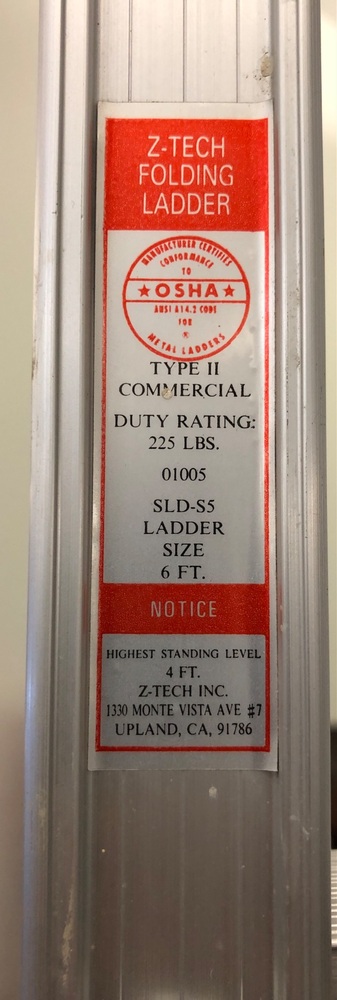 Z-TECH
FOLDING
LADDER
MANUFACTURER CERTIFIES
CONFORMANCE
TO
★ OSHA ★
ANSI A14.2 CODE
FOR
METAL LADDERS
TYPE II
COMMERCIAL
DUTY RATING:
225 LBS.
01005
SLD-S5
LADDER
SIZE
6 FT.
NOTICE
HIGHEST STANDING LEVEL
4 FT.
Z-TECH INC.
1330 MONTE VISTA AVE #7
UPLAND, CA, 91786